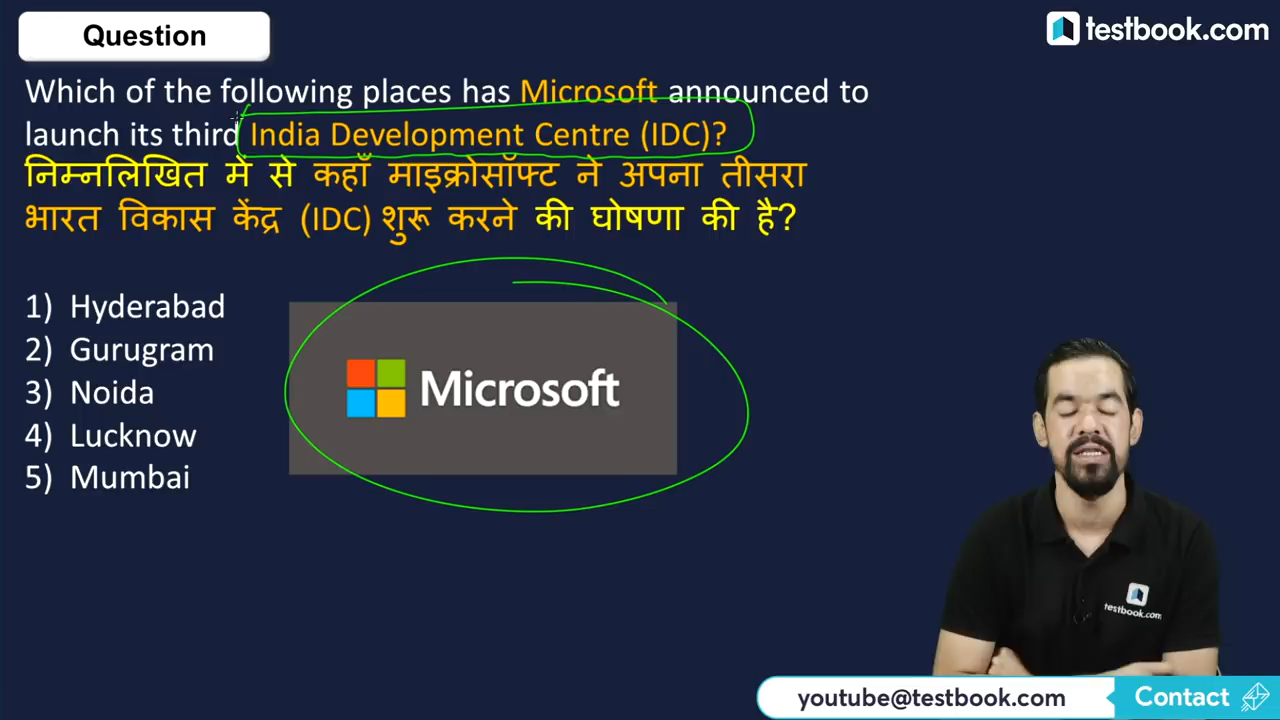 Question
testbook.com
Which of the following places has Microsoft announced to
launch its third India Development Centre (IDC)?
निम्नलिखित में से कहाँ माइक्रोसॉफ्ट ने अपना तीसरा
भारत विकास केंद्र (IDC) शुरू करने की घोषणा की है?
1) Hyderabad
2) Gurugram
3) Noida
4) Lucknow
5) Mumbai
Microsoft
testbook.com
youtube@testbook.com
Contact